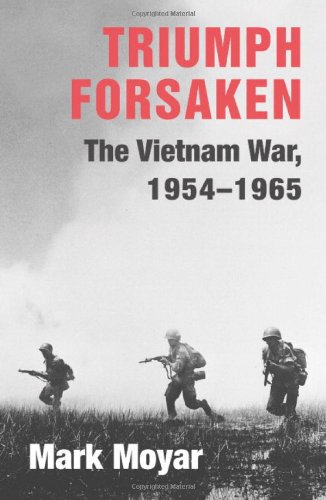 TRIUMPH
FORSAKEN
The Vietnam War,
1954–1965
Mark Moyar